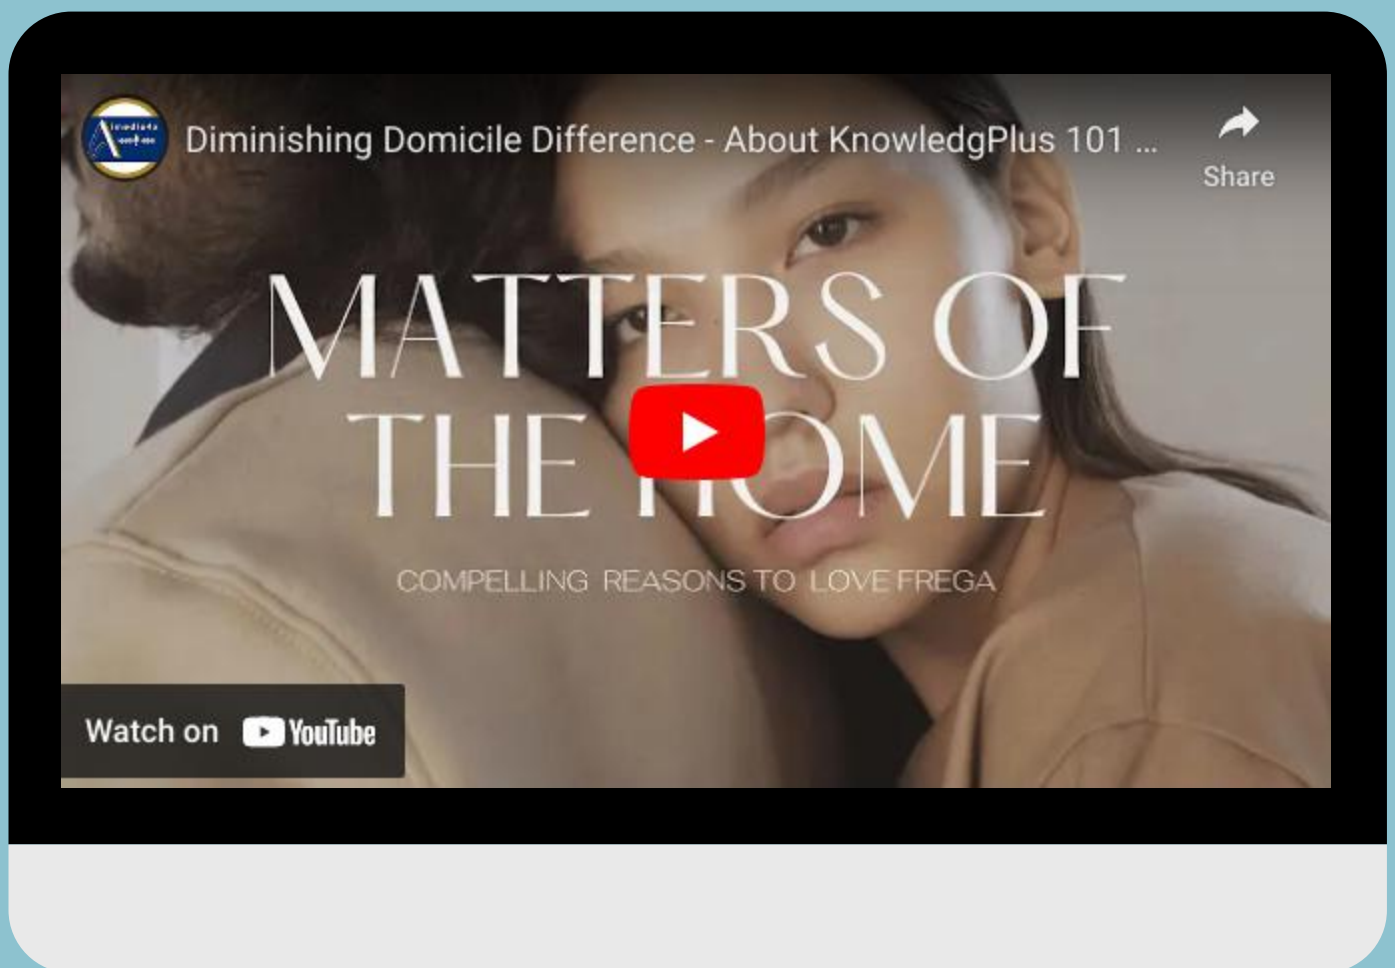 Diminishing Domicile Difference - About KnowledgPlus 101 ...
Share
MATTERS OF
THE HOME
COMPELLING REASONS TO LOVE FREGA
Watch on YouTube